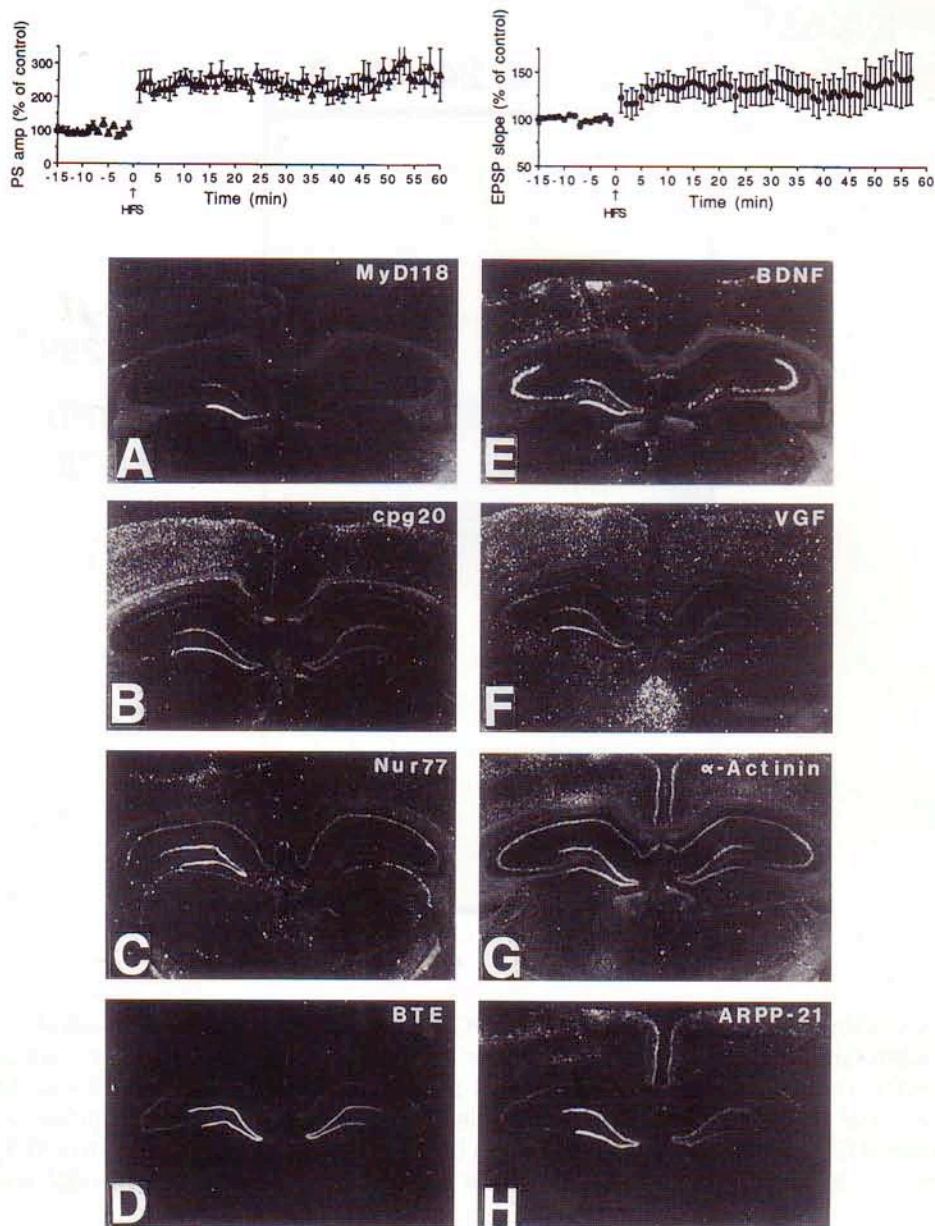 PS amp (% of control)
300
200
100
0
-15 -10 -5 0 5 10 15 20 25 30 35 40 45 50 55 60
↑ Time (min)
HFS
EPSP slope (% of control)
150
125
100
75
50
-15 -10 -5 0 5 10 15 20 25 30 35 40 45 50 55 60
↑ Time (min)
HFS
MyD118
A
BDNF
E
cpg20
B
VGF
F
Nur77
C
α-Actinin
G
BTE
D
ARPP-21
H